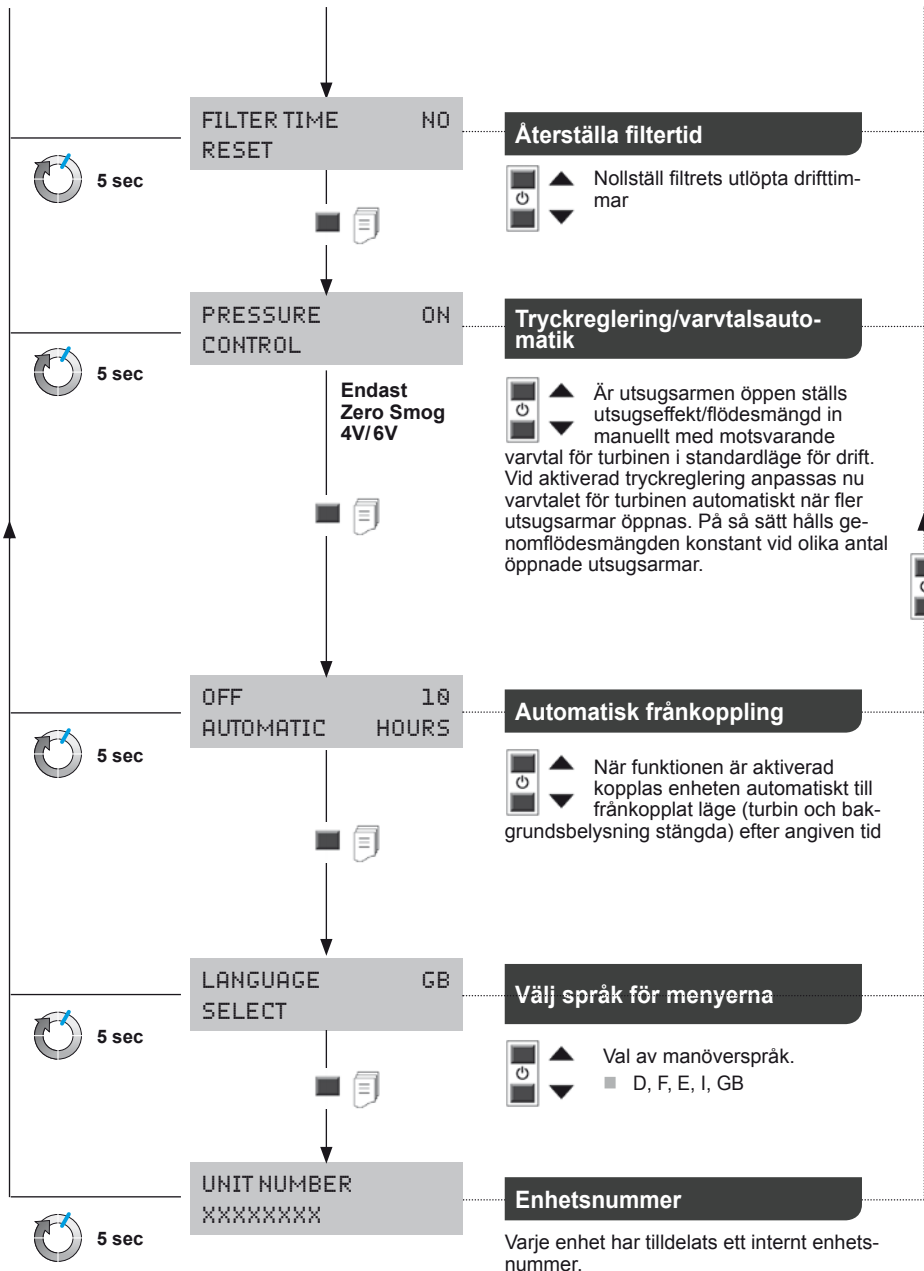 FILTER TIME NO
RESET
5 sec
Återställa filtertid
Nollställ filtrets utlöpta drifttim-
mar
PRESSURE ON
CONTROL
5 sec
Endast
Zero Smog
4V/6V
Tryckreglering/varvtalsauto-
matik
Är utsugsarmen öppen ställs
utsugseffekt/flödesmängd in
manuellt med motsvarande
varvtal för turbinen i standardläge för drift.
Vid aktiverad tryckreglering anpassas nu
varvtalet för turbinen automatiskt när fler
utsugsarmar öppnas. På så sätt hålls ge-
nomflödesmängden konstant vid olika antal
öppnade utsugsarmar.
OFF 10
AUTOMATIC HOURS
5 sec
Automatisk frånkoppling
När funktionen är aktiverad
kopplas enheten automatiskt till
frånkopplat läge (turbin och bak-
grundsbelysning stängda) efter angiven tid
LANGUAGE GB
SELECT
5 sec
Välj språk för menyerna
Val av manöverspråk.
D, F, E, I, GB
UNIT NUMBER
XXXXXXXX
5 sec
Enhetsnummer
Varje enhet har tilldelats ett internt enhets-
nummer.